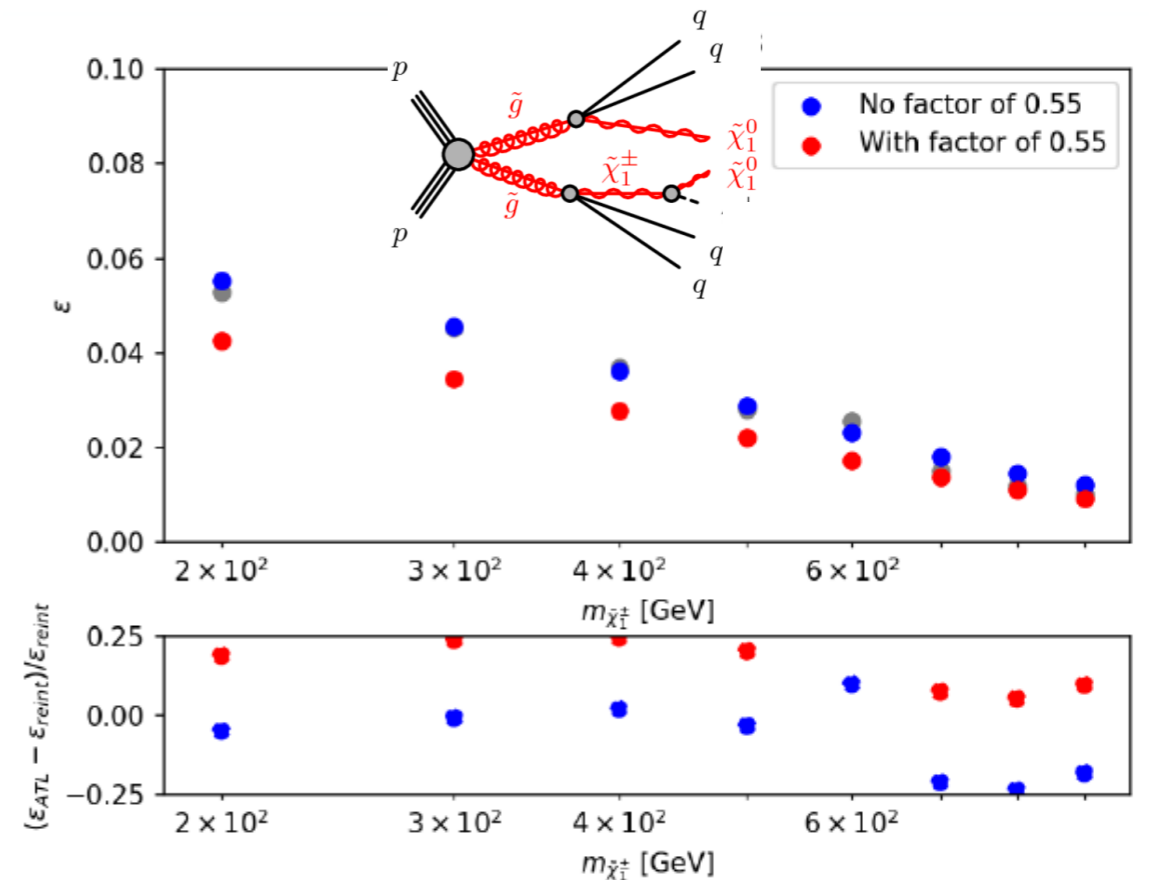 q
q
p
g̃
χ̃₁⁰
χ̃₁±
χ̃₁⁰
g̃
p
q
q
No factor of 0.55
With factor of 0.55
0.10
0.08
0.06
0.04
0.02
0.00
ε
2 × 10² 3 × 10² 4 × 10² 6 × 10²
m_χ̃₁± [GeV]
0.25
0.00
−0.25
(ε_ATL − ε_reint)/ε_reint
2 × 10² 3 × 10² 4 × 10² 6 × 10²
m_χ̃₁± [GeV]